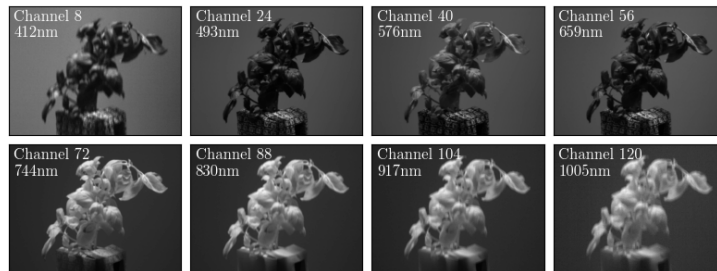 Channel 8
412nm
Channel 24
493nm
Channel 40
576nm
Channel 56
659nm
Channel 72
744nm
Channel 88
830nm
Channel 104
917nm
Channel 120
1005nm